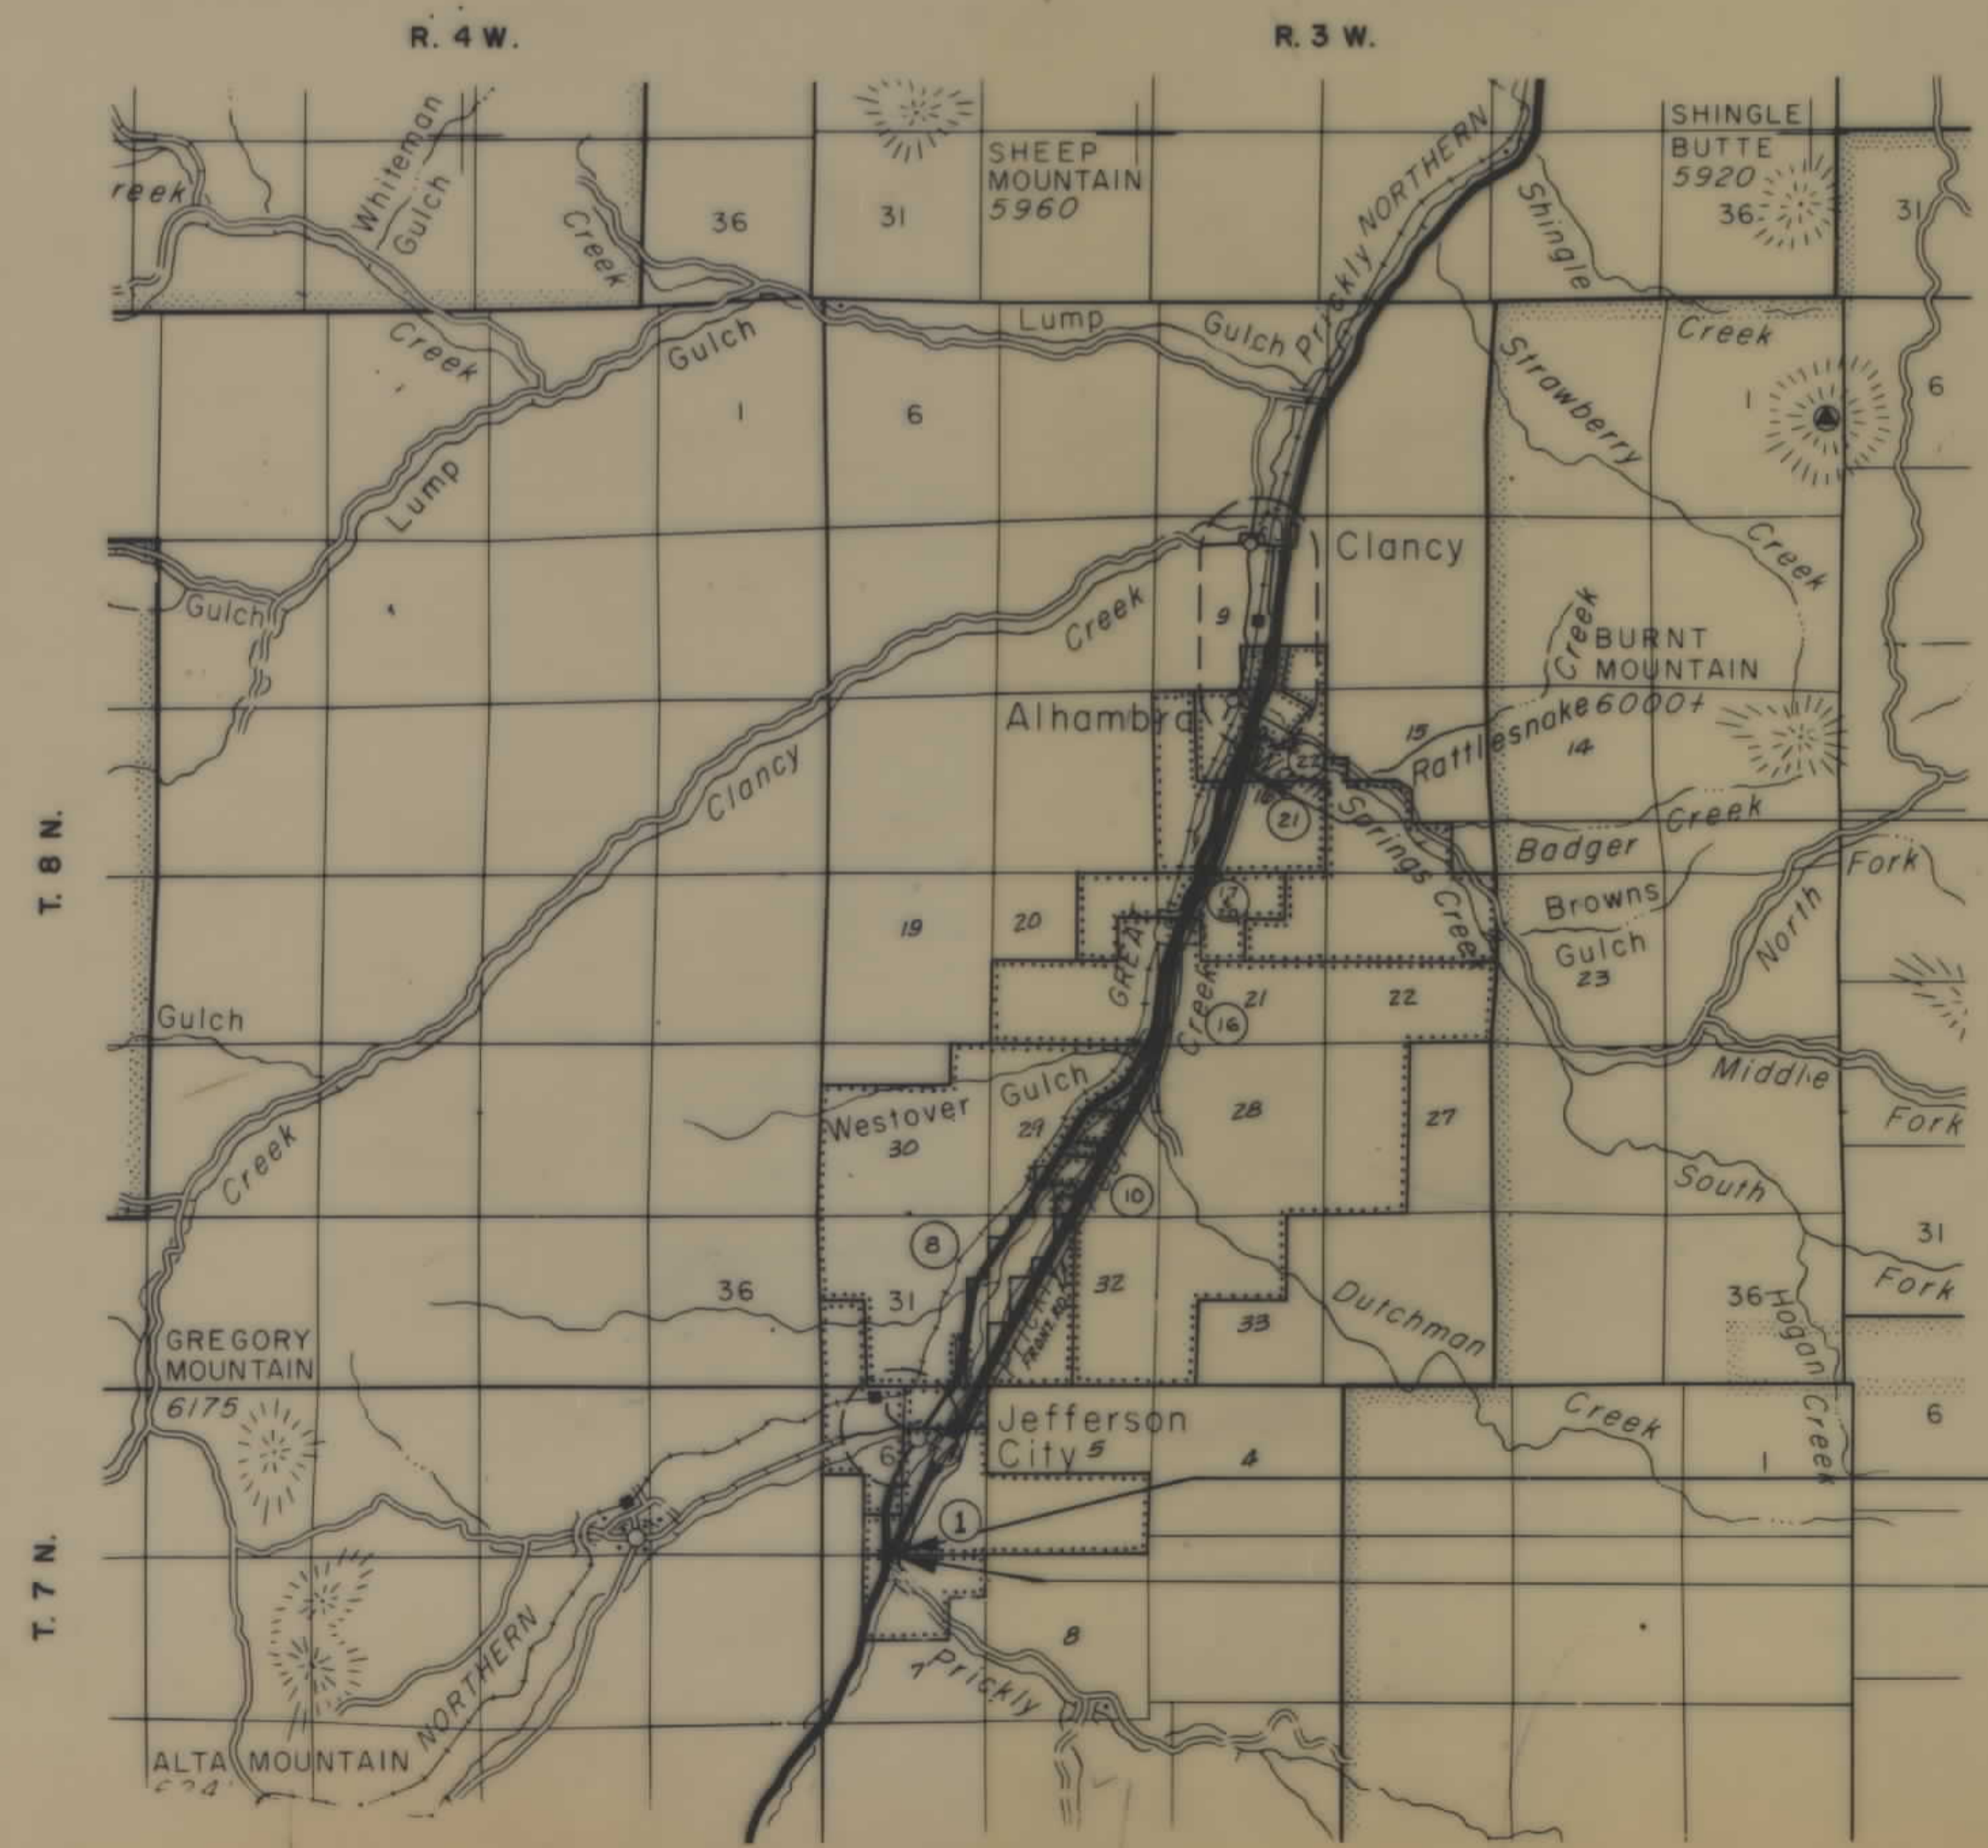 R. 4 W.
R. 3 W.
T. 8 N.
T. 7 N.
reek
Whiteman
Gulch
Creek
36
31
SHEEP
MOUNTAIN
5960
Prickly
NORTHERN
Shingle
Creek
SHINGLE
BUTTE
5920
36
31
Creek
Gulch
Lump
Gulch
Lump
1
6
Strawberry
Creek
1
6
Gulch
Clancy
Creek
9
Creek
BURNT
MOUNTAIN
6000+
Alhambra
Rattlesnake
15
14
22
16
21
Springs Creek
Clancy
Badger
Creek
Browns
Gulch
23
North
Fork
19
20
17
GREAT
Creek
21
22
16
Gulch
Creek
Westover
Gulch
30
29
28
27
Middle
Fork
10
8
South
Fork
31
36
31
32
33
FRONT. RD.
Dutchman
Creek
36
Hogan
Creek
GREGORY
MOUNTAIN
6175
Jefferson
City
6
5
4
1
6
1
NORTHERN
7
8
Prickly
ALTA MOUNTAIN